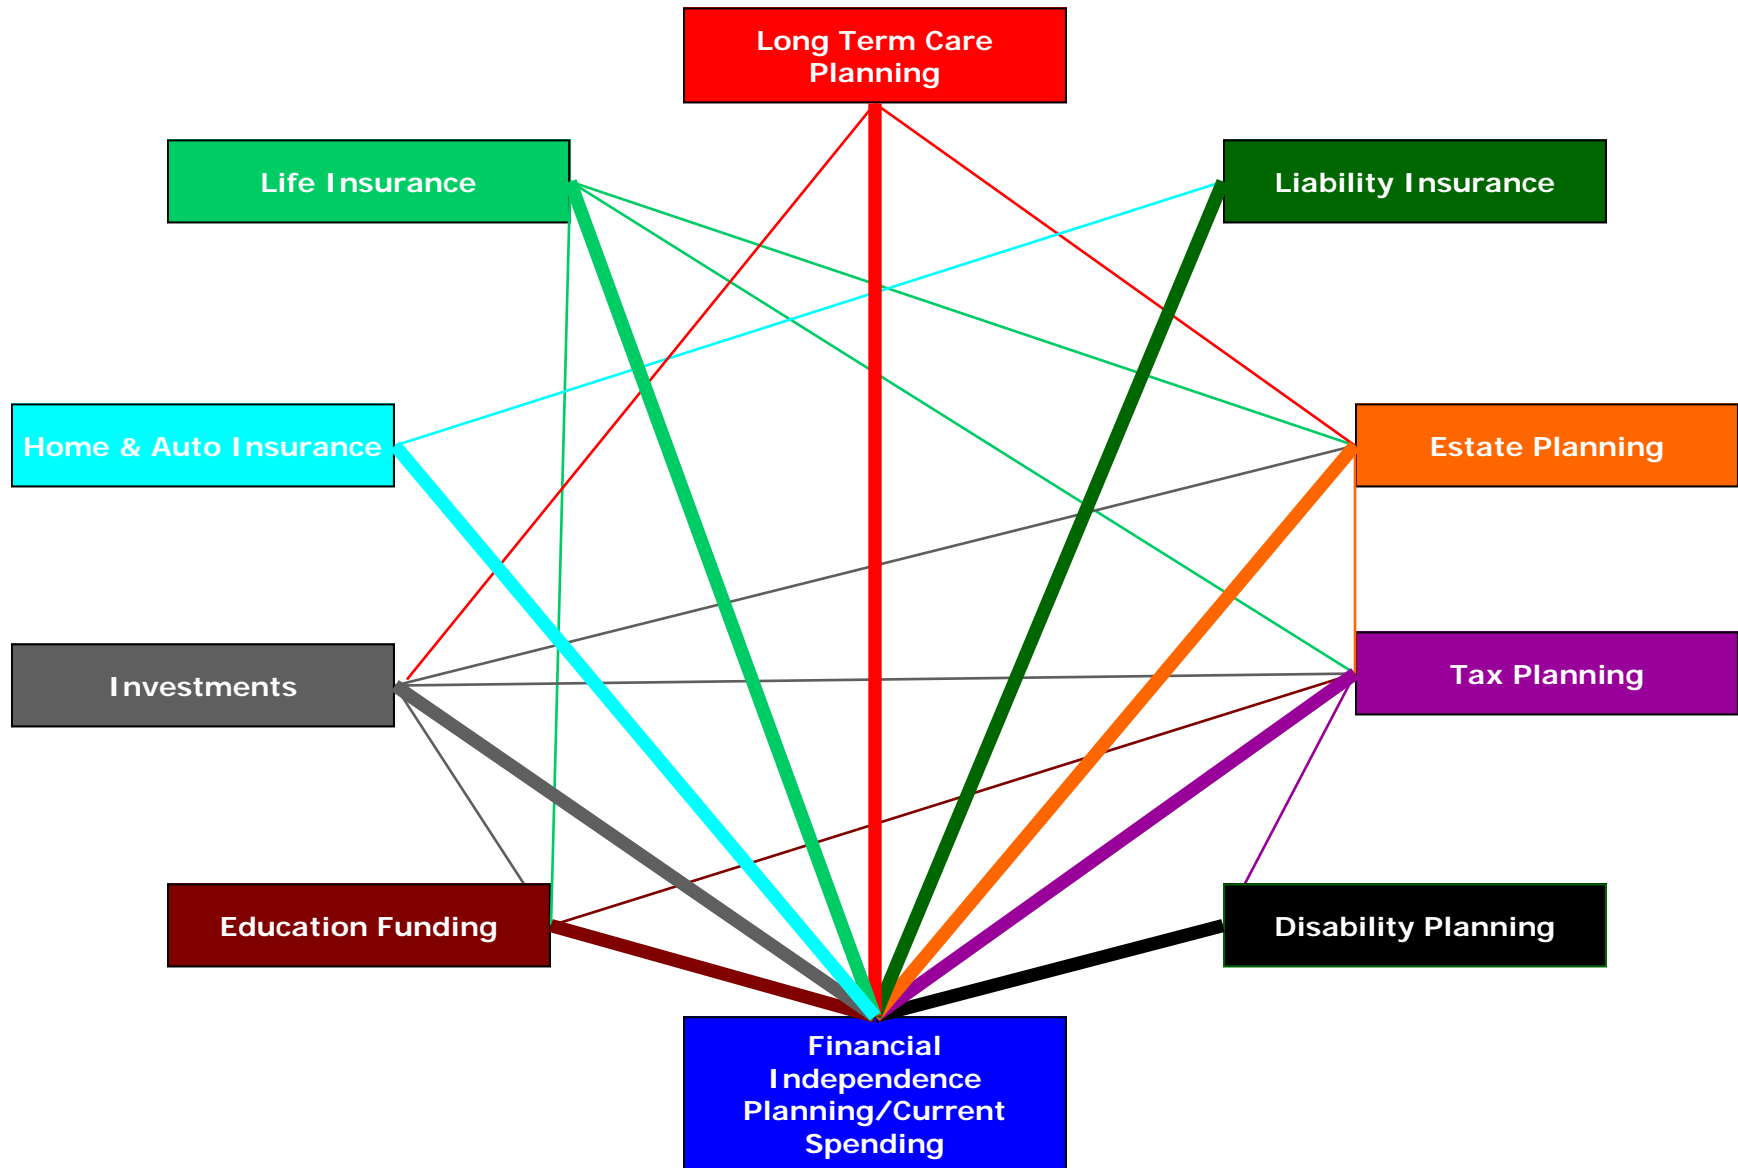 Long Term Care
Planning
Life Insurance
Liability Insurance
Home & Auto Insurance
Estate Planning
Investments
Tax Planning
Education Funding
Disability Planning
Financial
Independence
Planning/Current
Spending